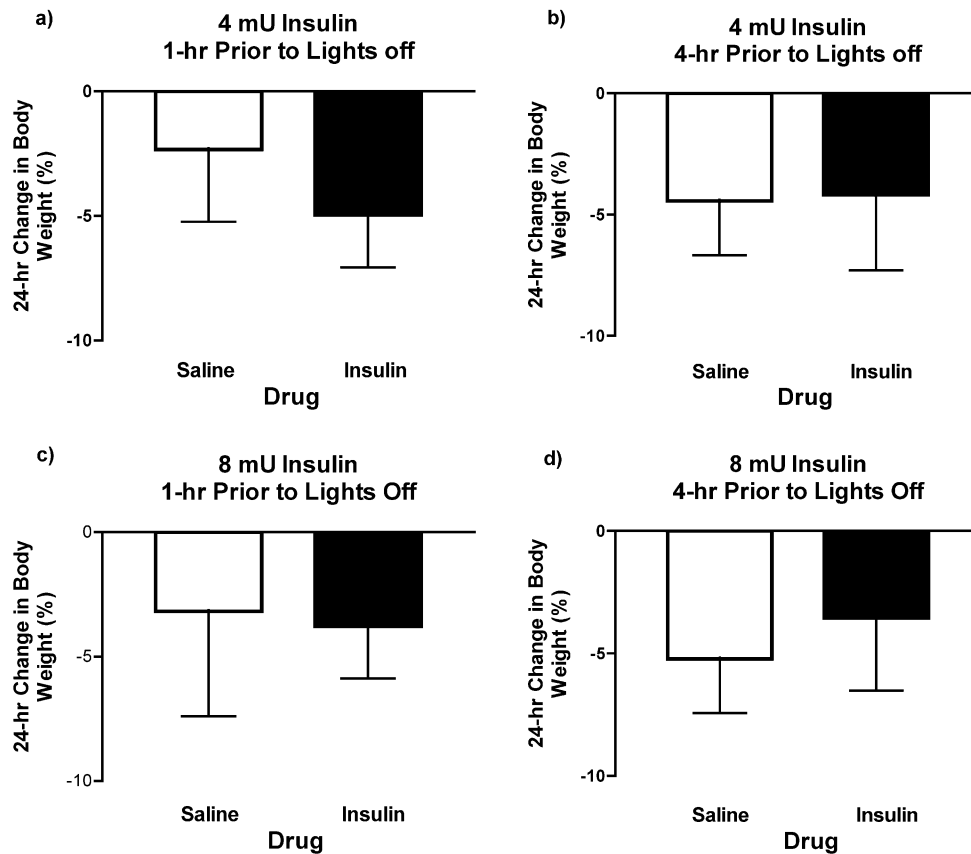 a)
4 mU Insulin
1-hr Prior to Lights off
24-hr Change in Body
Weight (%)
0
-5
-10
Saline Insulin
Drug
b)
4 mU Insulin
4-hr Prior to Lights off
24-hr Change in Body
Weight (%)
0
-5
-10
Saline Insulin
Drug
c)
8 mU Insulin
1-hr Prior to Lights Off
24-hr Change in Body
Weight (%)
0
-5
-10
Saline Insulin
Drug
d)
8 mU Insulin
4-hr Prior to Lights Off
24-hr Change in Body
Weight (%)
0
-5
-10
Saline Insulin
Drug